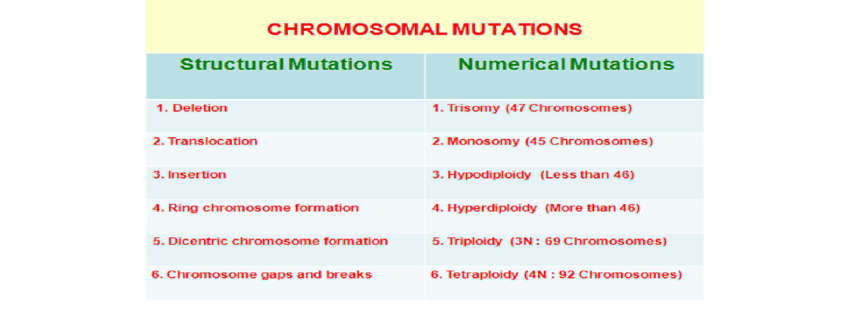 CHROMOSOMAL MUTATIONS
Structural Mutations Numerical Mutations
1. Deletion 1. Trisomy (47 Chromosomes)
2. Translocation 2. Monosomy (45 Chromosomes)
3. Insertion 3. Hypodiploidy (Less than 46)
4. Ring chromosome formation 4. Hyperdiploidy (More than 46)
5. Dicentric chromosome formation 5. Triploidy (3N : 69 Chromosomes)
6. Chromosome gaps and breaks 6. Tetraploidy (4N : 92 Chromosomes)